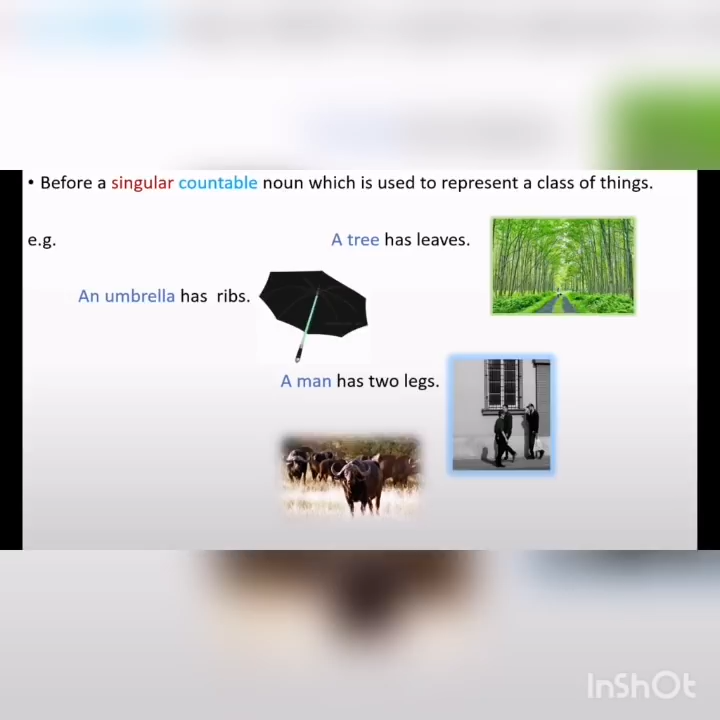 • Before a singular countable noun which is used to represent a class of things.
e.g.
A tree has leaves.
An umbrella has ribs.
A man has two legs.
InShOt